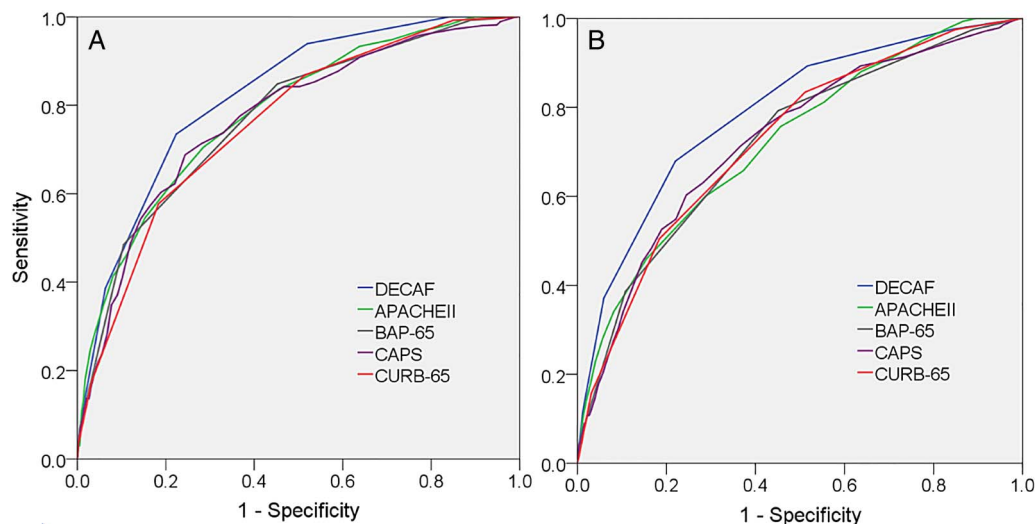 A
Sensitivity
1.0
0.8
0.6
0.4
0.2
0.0
0.0 0.2 0.4 0.6 0.8 1.0
1 - Specificity
DECAF
APACHEII
BAP-65
CAPS
CURB-65
B
1.0
0.8
0.6
0.4
0.2
0.0
0.0 0.2 0.4 0.6 0.8 1.0
1 - Specificity
DECAF
APACHEII
BAP-65
CAPS
CURB-65